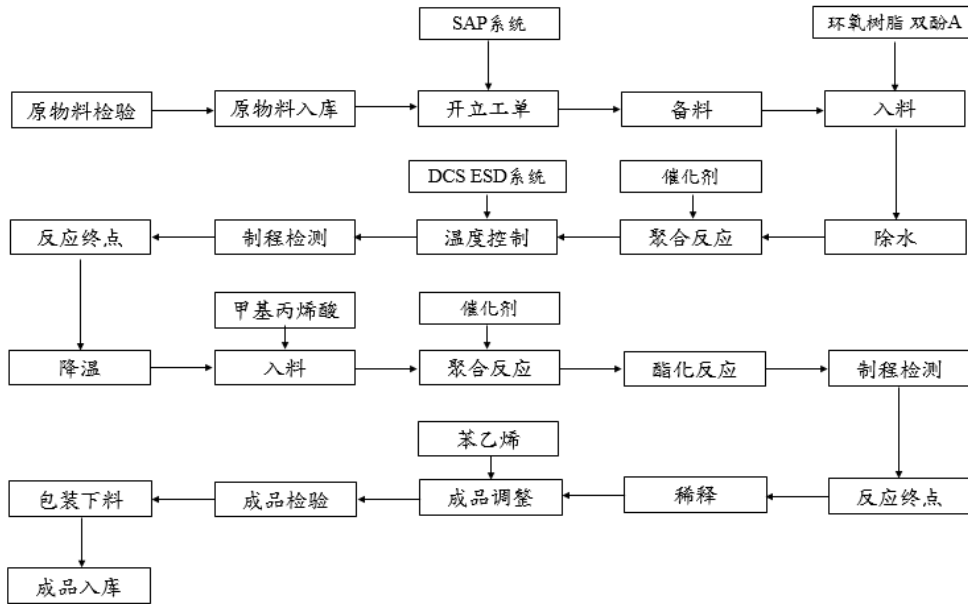 SAP系统
环氧树脂 双酚A
原物料检验
原物料入库
开立工单
备料
入料
DCS ESD系统
催化剂
反应终点
制程检测
温度控制
聚合反应
除水
甲基丙烯酸
催化剂
降温
入料
聚合反应
酯化反应
制程检测
苯乙烯
包装下料
成品检验
成品调整
稀释
反应终点
成品入库